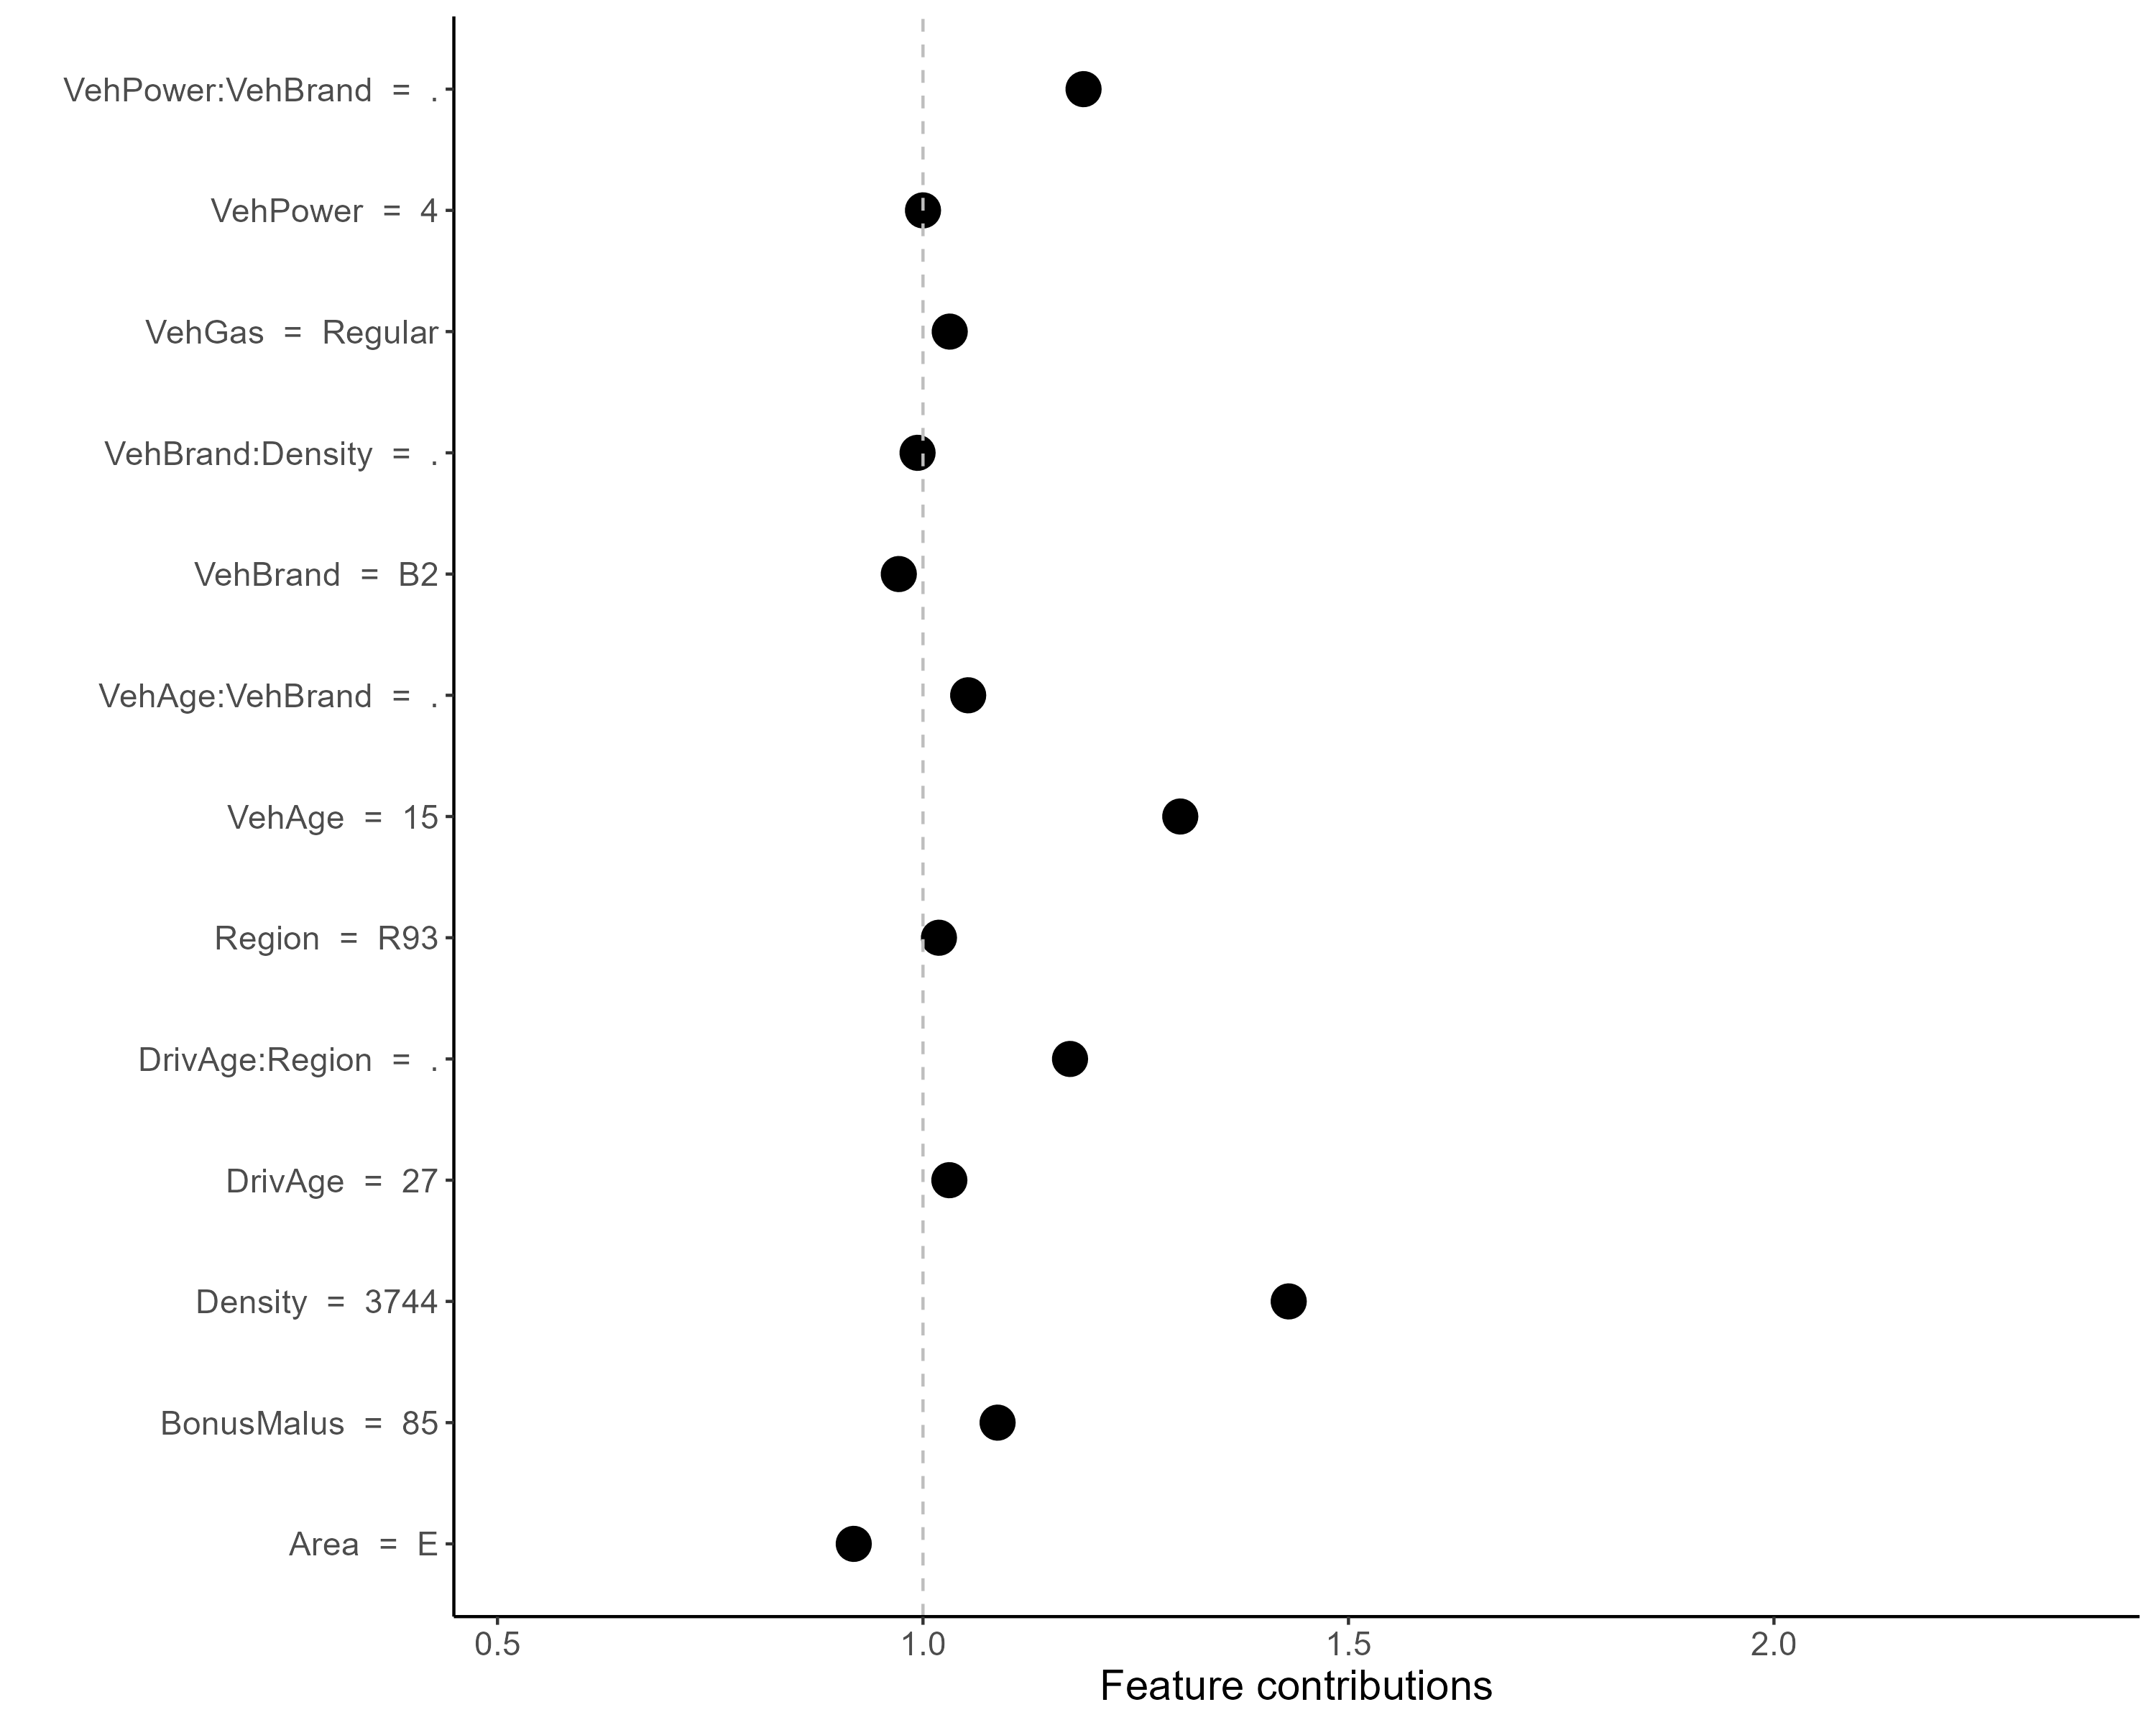 VehPower:VehBrand = .
VehPower = 4
VehGas = Regular
VehBrand:Density = .
VehBrand = B2
VehAge:VehBrand = .
VehAge = 15
Region = R93
DrivAge:Region = .
DrivAge = 27
Density = 3744
BonusMalus = 85
Area = E
0.5 1.0 1.5 2.0
Feature contributions